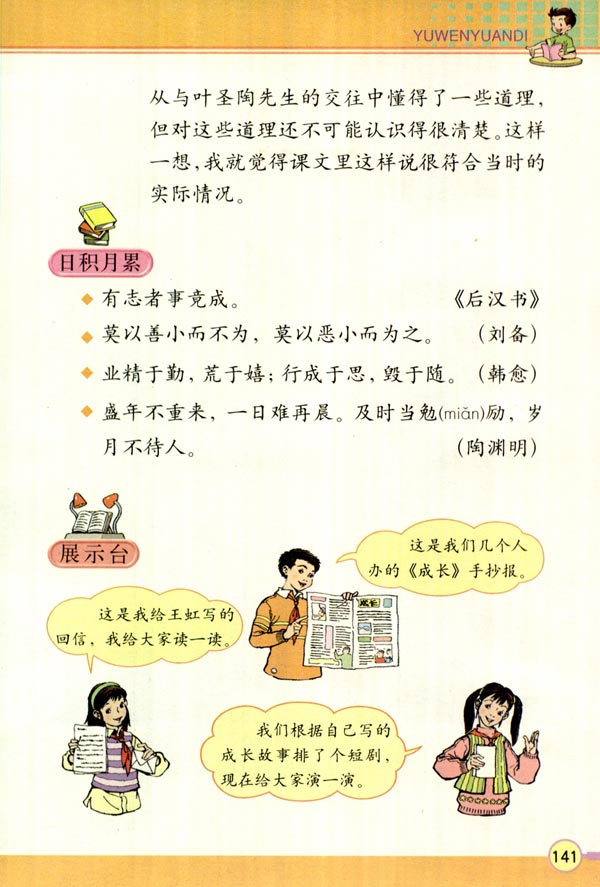 YUWENYUANDI
从与叶圣陶先生的交往中懂得了一些道理，
但对这些道理还不可能认识得很清楚。这样
一想，我就觉得课文里这样说很符合当时的
实际情况。
日积月累
有志者事竟成。 《后汉书》
莫以善小而不为，莫以恶小而为之。 （刘备）
业精于勤，荒于嬉；行成于思，毁于随。（韩愈）
盛年不重来，一日难再晨。及时当勉(miǎn)励，岁
月不待人。 （陶渊明）
展示台
这是我们几个人
办的《成长》手抄报。
成长
这是我给王虹写的
回信，我给大家读一读。
我们根据自己写的
成长故事排了个短剧，
现在给大家演一演。
141